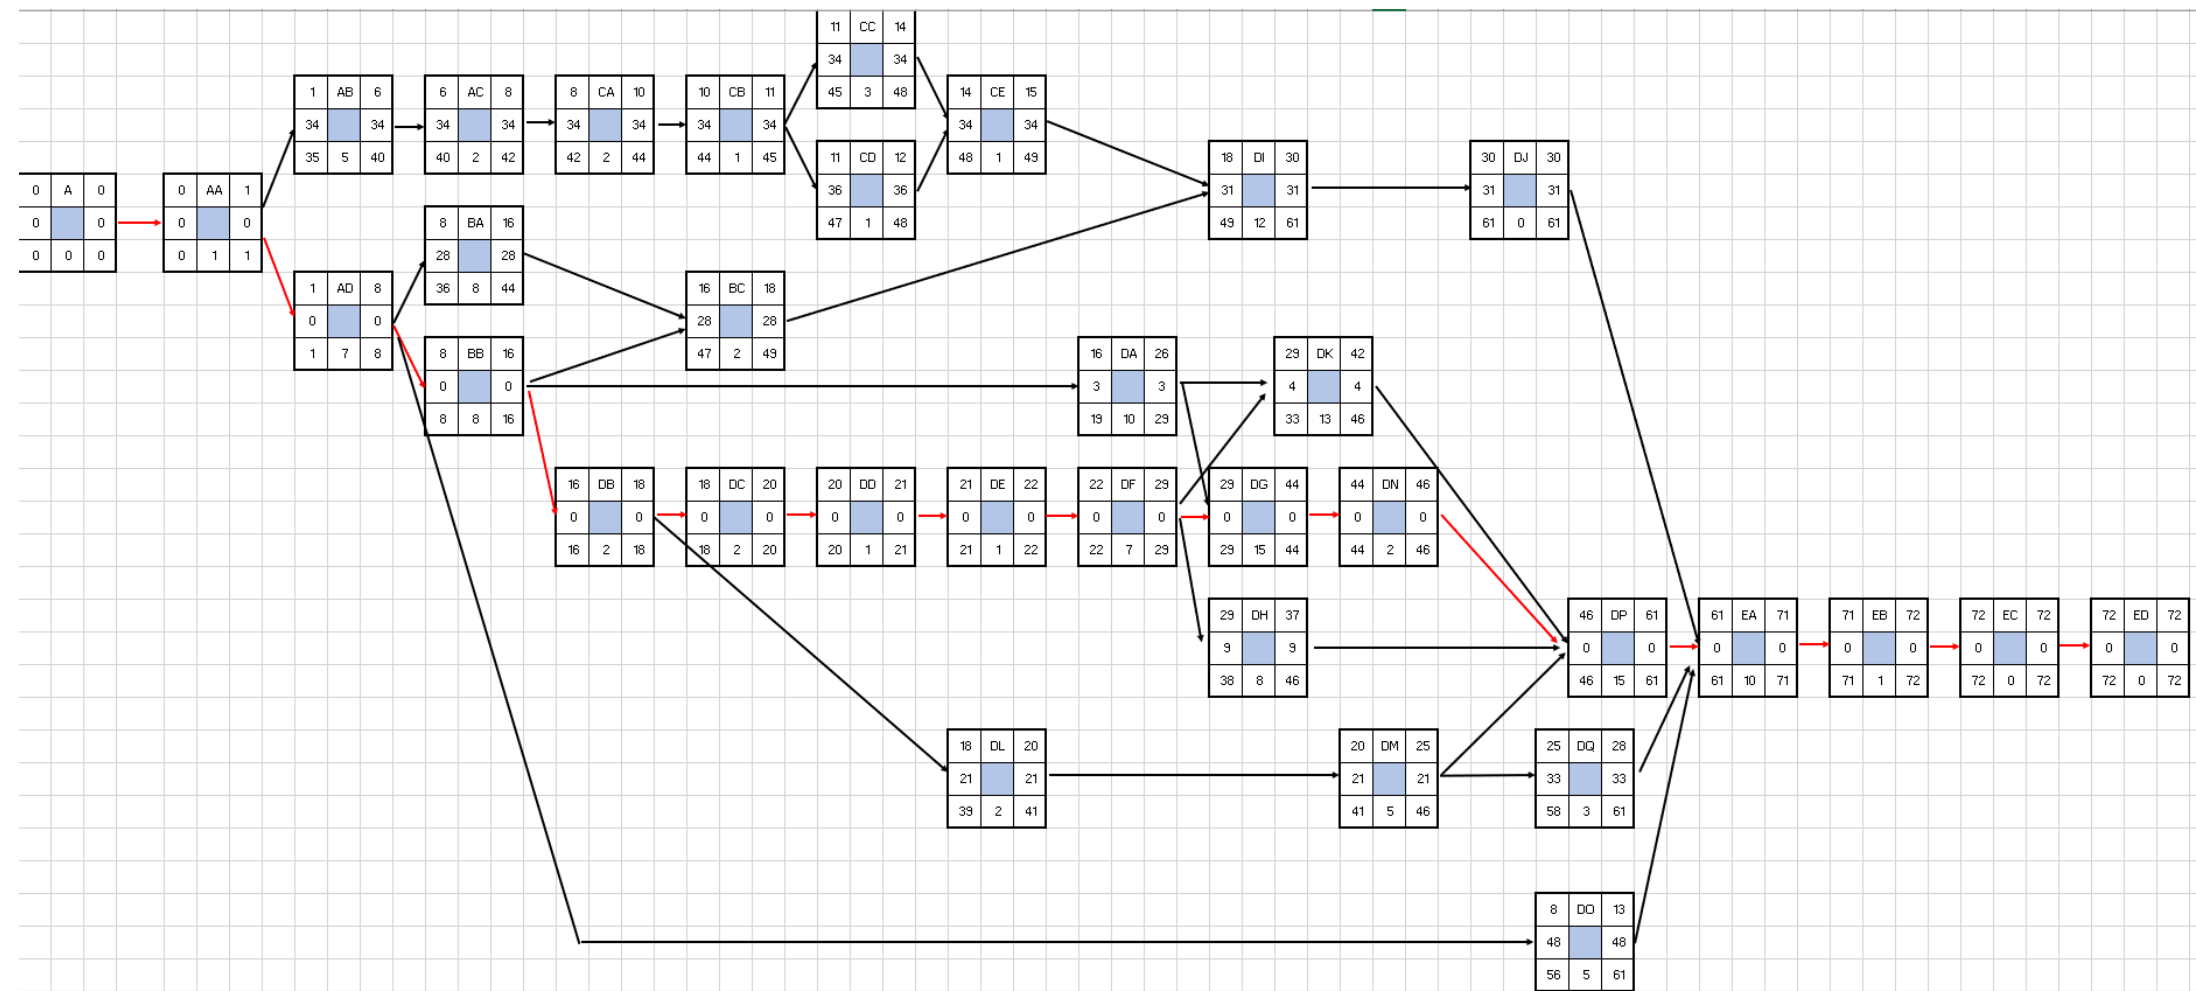 11 CC 14
34 34
45 3 48
1 AB 6
34 34
35 5 40
6 AC 8
34 34
40 2 42
8 CA 10
34 34
42 2 44
10 CB 11
34 34
44 1 45
14 CE 15
34 34
48 1 49
11 CD 12
36 36
47 1 48
18 DI 30
31 31
49 12 61
30 DJ 30
31 31
61 0 61
0 A 0
0 0
0 0 0
0 AA 1
0 0
0 1 1
8 BA 16
28 28
36 8 44
1 AD 8
0 0
1 7 8
16 BC 18
28 28
47 2 49
8 BB 16
0 0
8 8 16
16 DA 26
3 3
19 10 29
29 DK 42
4 4
33 13 46
16 DB 18
0 0
16 2 18
18 DC 20
0 0
18 2 20
20 DD 21
0 0
20 1 21
21 DE 22
0 0
21 1 22
22 DF 29
0 0
22 7 29
29 DG 44
0 0
29 15 44
44 DN 46
0 0
44 2 46
29 DH 37
9 9
38 8 46
46 DP 61
0 0
46 15 61
61 EA 71
0 0
61 10 71
71 EB 72
0 0
71 1 72
72 EC 72
0 0
72 0 72
72 ED 72
0 0
72 0 72
18 DL 20
21 21
39 2 41
20 DM 25
21 21
41 5 46
25 DQ 28
33 33
58 3 61
8 DO 13
48 48
56 5 61